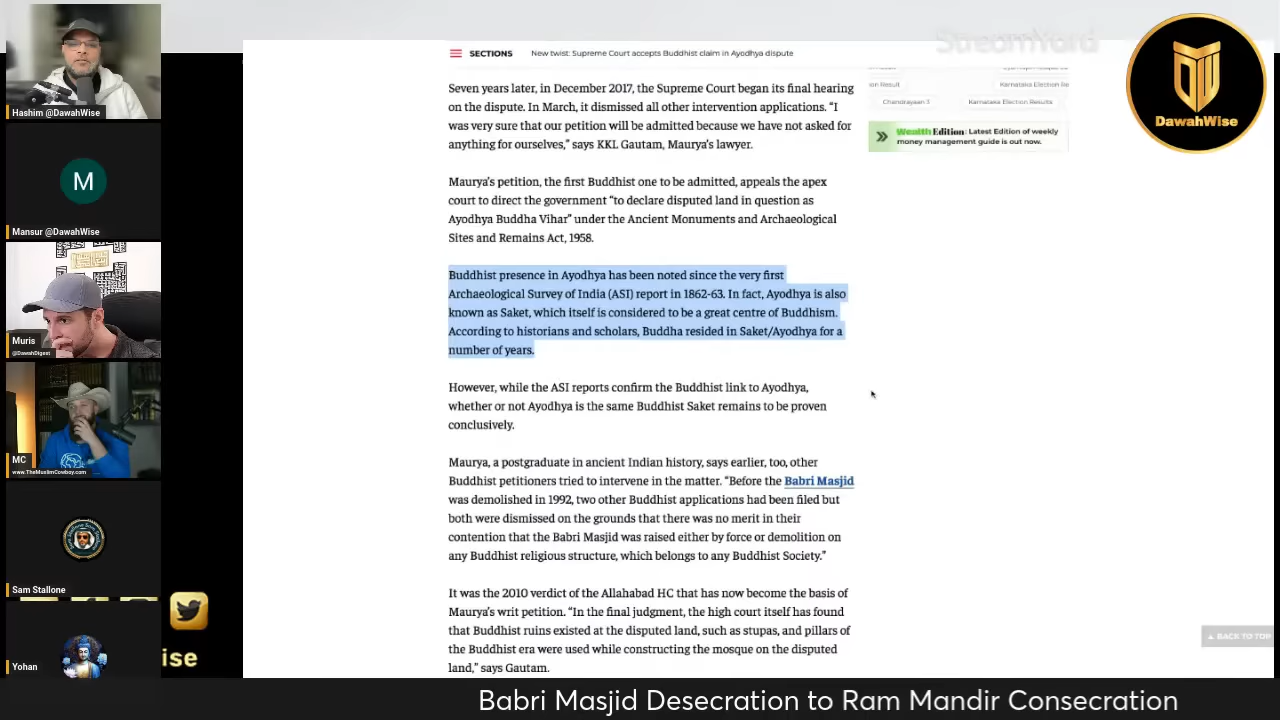 StreamYard
SECTIONS
New twist: Supreme Court accepts Buddhist claim in Ayodhya dispute
Seven years later, in December 2017, the Supreme Court began its final hearing
on the dispute. In March, it dismissed all other intervention applications. “I
was very sure that our petition will be admitted because we have not asked for
anything for ourselves,” says KKL Gautam, Maurya’s lawyer.
Maurya’s petition, the first Buddhist one to be admitted, appeals the apex
court to direct the government “to declare disputed land in question as
Ayodhya Buddha Vihar” under the Ancient Monuments and Archaeological
Sites and Remains Act, 1958.
Buddhist presence in Ayodhya has been noted since the very first
Archaeological Survey of India (ASI) report in 1862-63. In fact, Ayodhya is also
known as Saket, which itself is considered to be a great centre of Buddhism.
According to historians and scholars, Buddha resided in Saket/Ayodhya for a
number of years.
However, while the ASI reports confirm the Buddhist link to Ayodhya,
whether or not Ayodhya is the same Buddhist Saket remains to be proven
conclusively.
Maurya, a postgraduate in ancient Indian history, says earlier, too, other
Buddhist petitioners tried to intervene in the matter. “Before the Babri Masjid
was demolished in 1992, two other Buddhist applications had been filed but
both were dismissed on the grounds that there was no merit in their
contention that the Babri Masjid was raised either by force or demolition on
any Buddhist religious structure, which belongs to any Buddhist Society.”
It was the 2010 verdict of the Allahabad HC that has now become the basis of
Maurya’s writ petition. “In the final judgment, the high court itself has found
that Buddhist ruins existed at the disputed land, such as stupas, and pillars of
the Buddhist era were used while constructing the mosque on the disputed
land,” says Gautam.
ion Result
Karnataka Election Re
Chandrayaan 3
Karnataka Election Results
Wealth Edition: Latest Edition of weekly
money management guide is out now.
DawahWise
Hashim @DawahWise
M
Mansur @DawahWise
Muris
@DawahDigest
MC
www.TheMuslimCowboy.com
Sam Stallone
Yohan
ise
BACK TO TOP
Babri Masjid Desecration to Ram Mandir Consecration